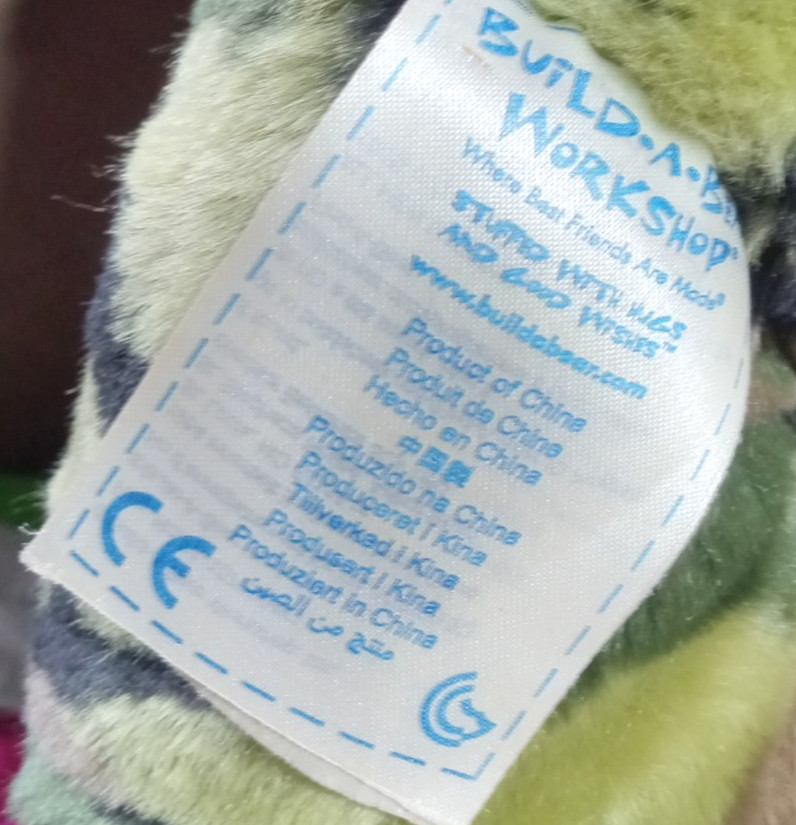 BUILD-A-BE
WORKSHOP®
Where Best Friends Are Made®
STUFFED WITH HUGS
AND GOOD WISHES™
www.buildabear.com
Product of China
Produit de Chine
Hecho en China
中国製
Produzido na China
Produceret i Kina
Tillverkad i Kina
Produsert i Kina
Produziert in China
منتج من الصين
CE